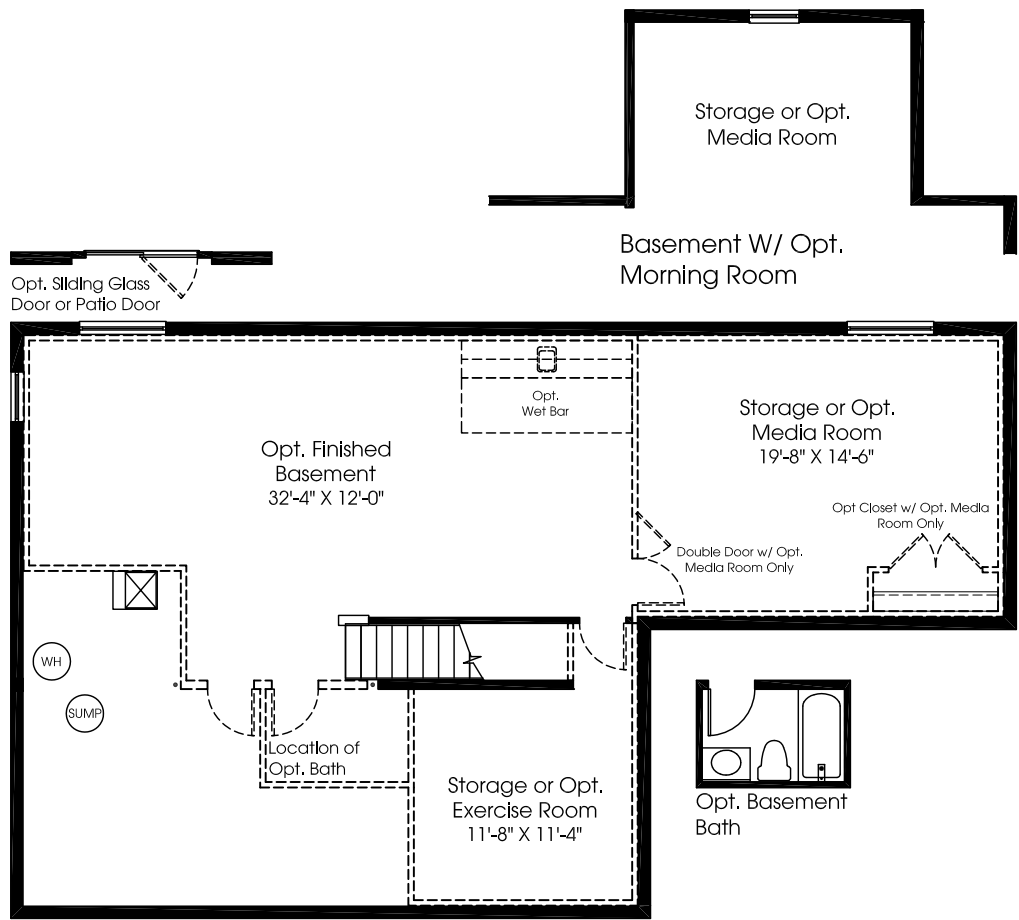 Storage or Opt.
Media Room
Basement W/ Opt.
Morning Room
Opt. Sliding Glass
Door or Patio Door
Opt.
Wet Bar
Storage or Opt.
Media Room
19'-8" X 14'-6"
Opt. Finished
Basement
32'-4" X 12'-0"
Opt Closet w/ Opt. Media
Room Only
Double Door w/ Opt.
Media Room Only
WH
SUMP
Location of
Opt. Bath
Storage or Opt.
Exercise Room
11'-8" X 11'-4"
Opt. Basement
Bath